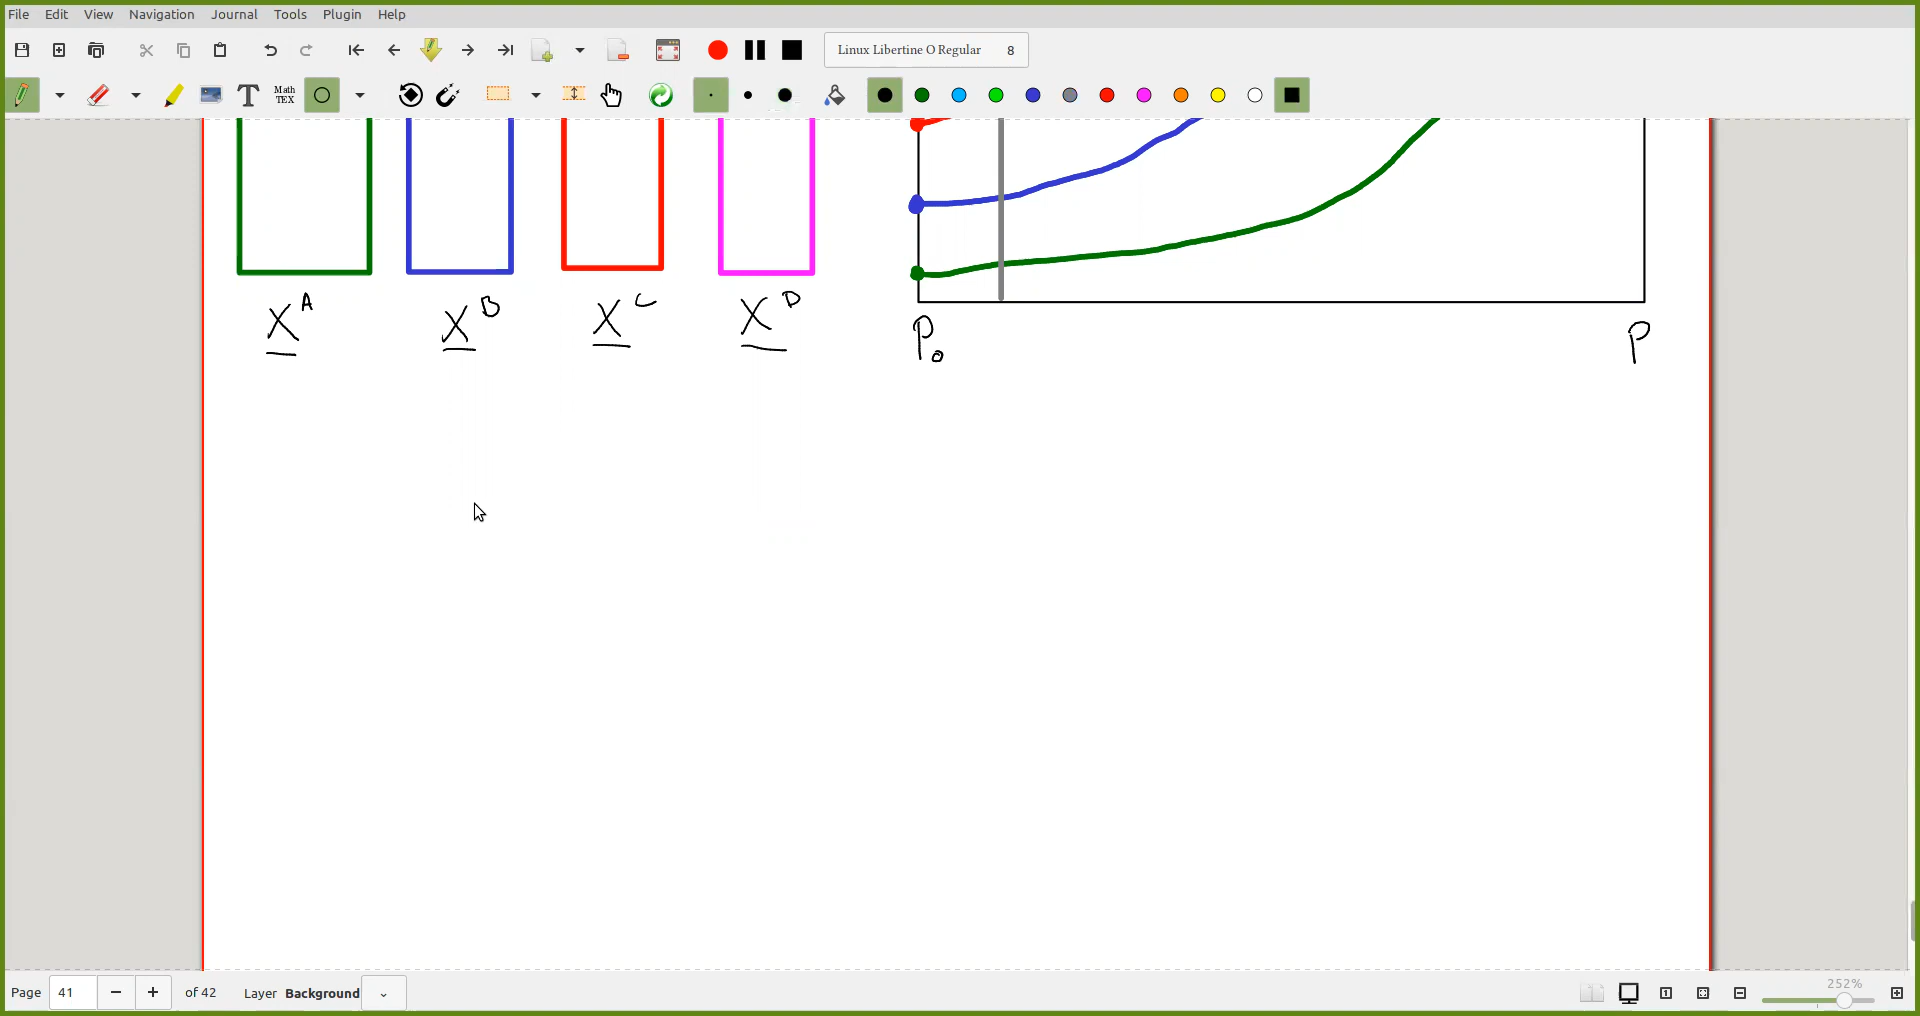 File Edit View Navigation Journal Tools Plugin Help
Linux Libertine O Regular 8
T Math TEX
X^A X^B X^C X^D
P_0 P
252%
Page 41 of 42 Layer Background